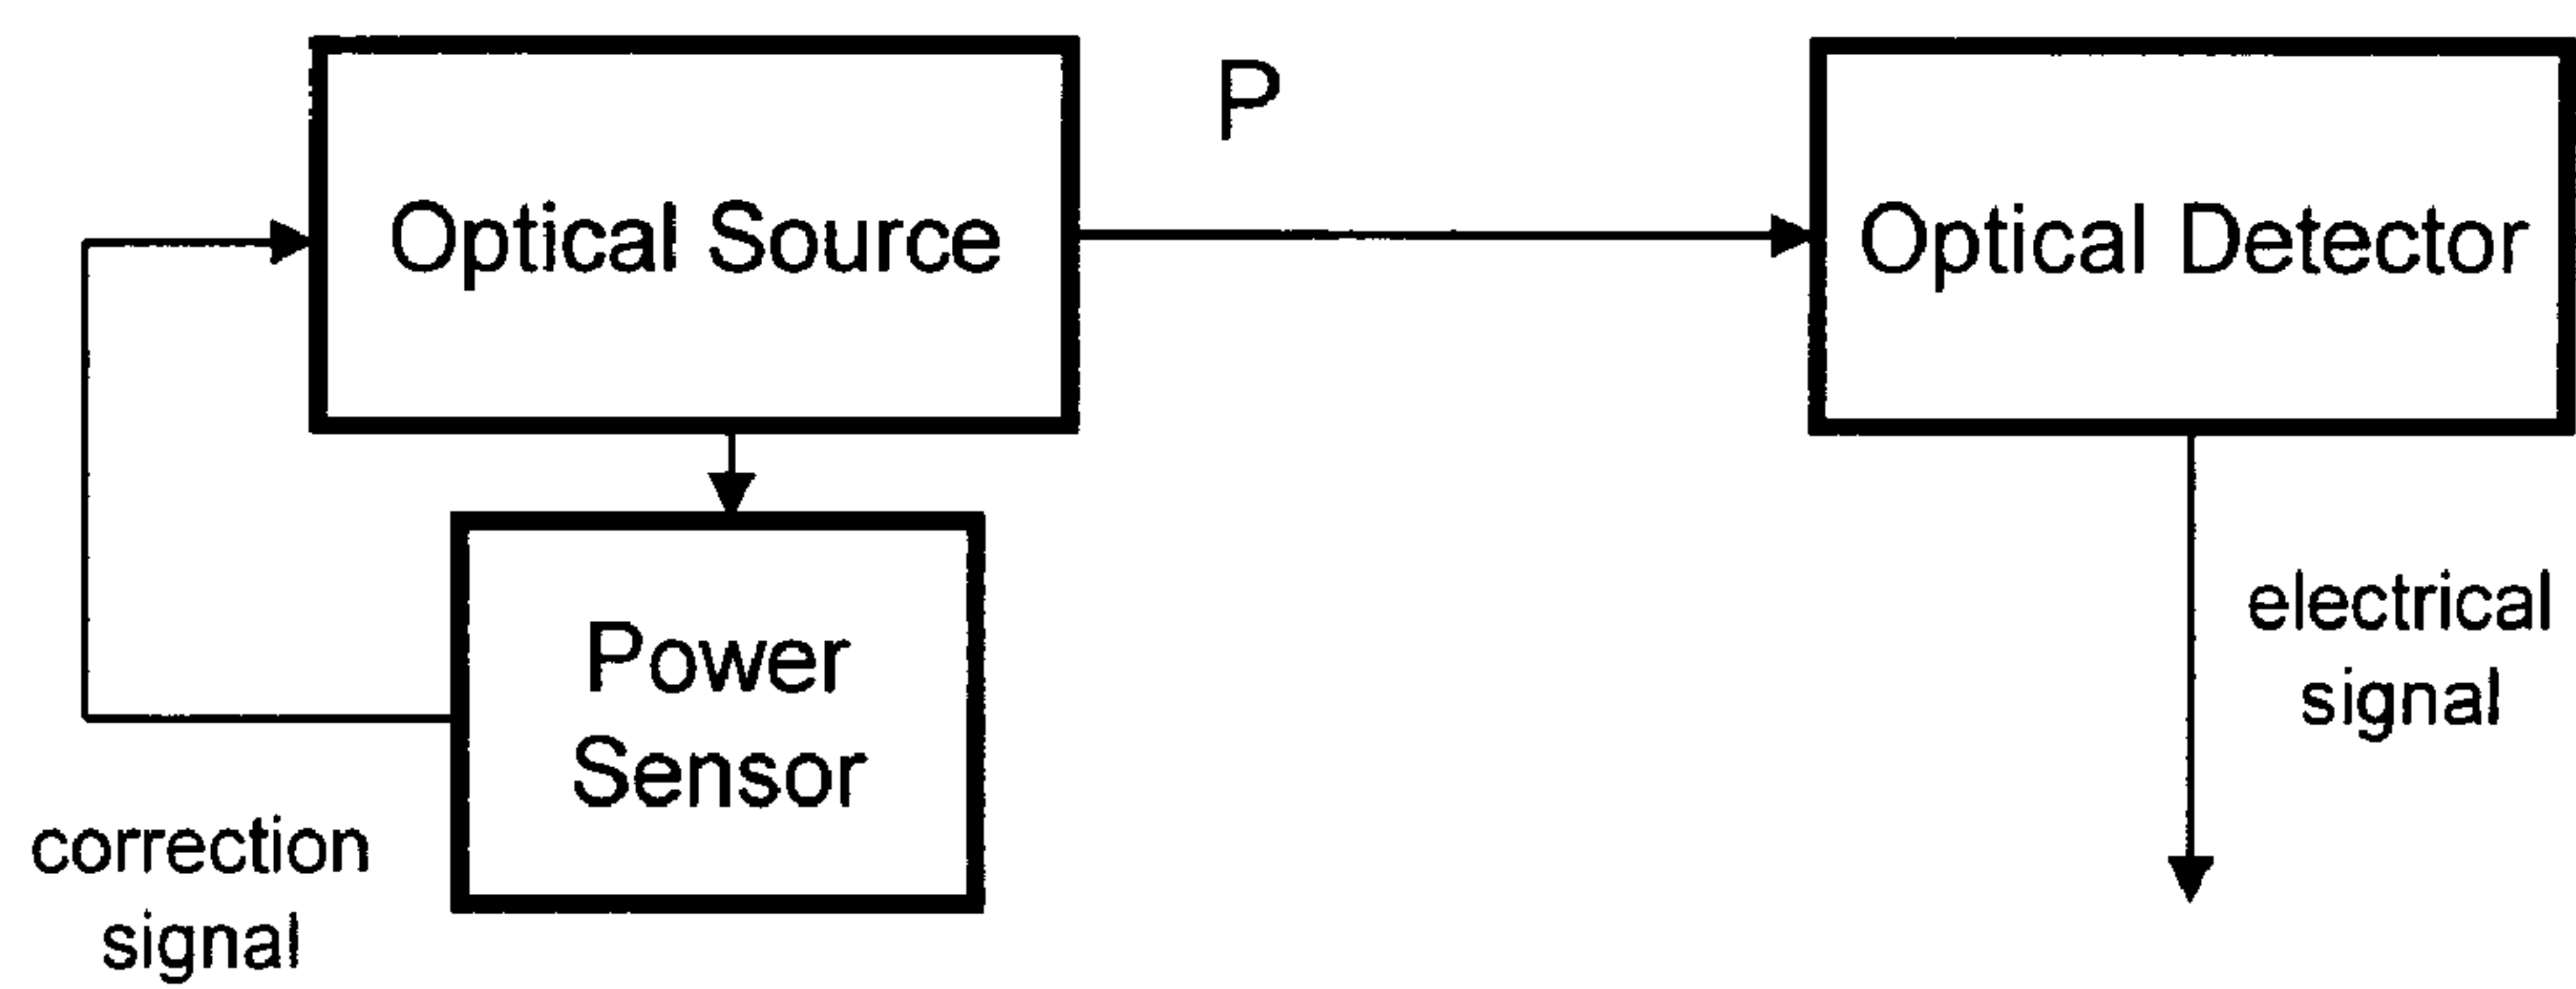 P
Optical Source
Optical Detector
Power
Sensor
correction
signal
electrical
signal